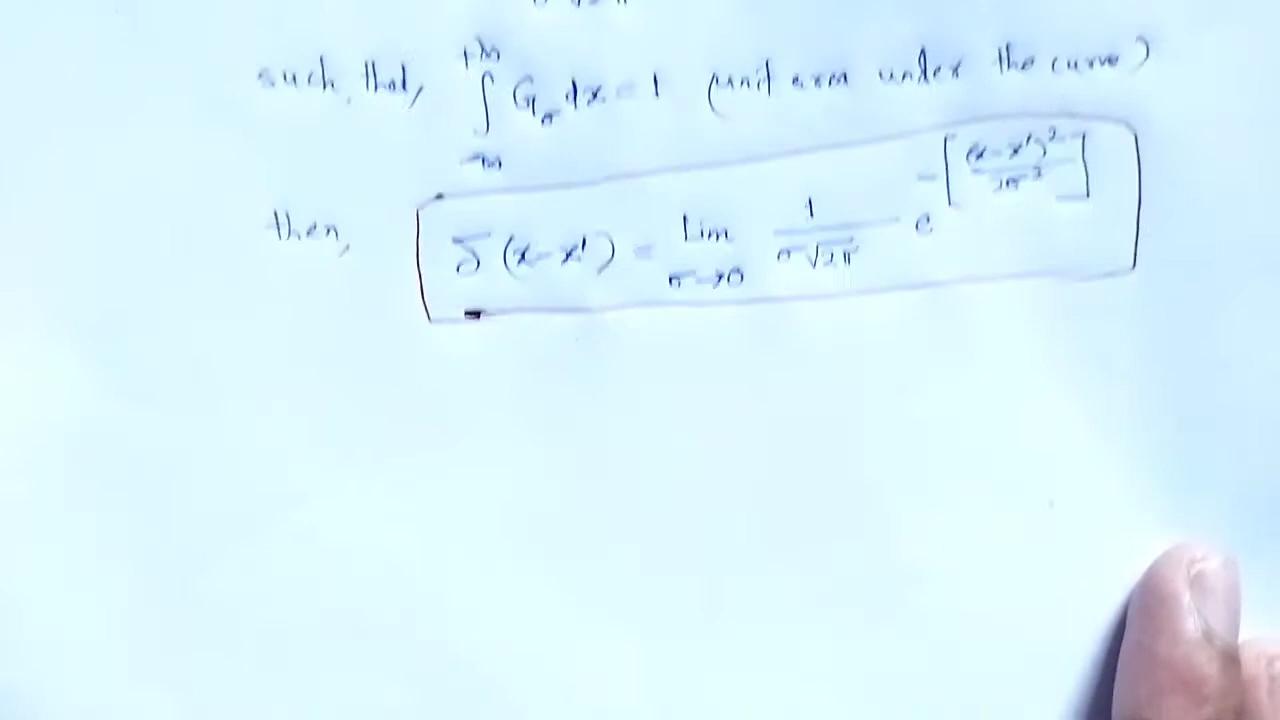 such that, ∫_{-∞}^{+∞} G_σ dx = 1 (unit area under the curve)
then, δ(x-x') = Lim_{σ→0} 1/(σ√2π) e^{-[(x-x')²/2σ²]}